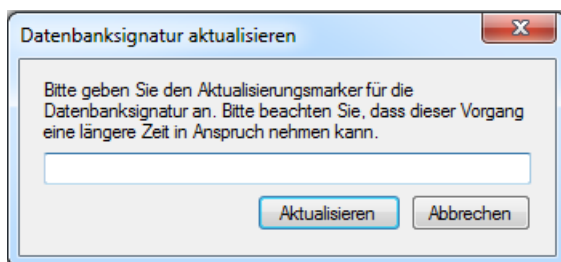 Datenbanksignatur aktualisieren
Bitte geben Sie den Aktualisierungsmarker für die
Datenbanksignatur an. Bitte beachten Sie, dass dieser Vorgang
eine längere Zeit in Anspruch nehmen kann.
Aktualisieren Abbrechen